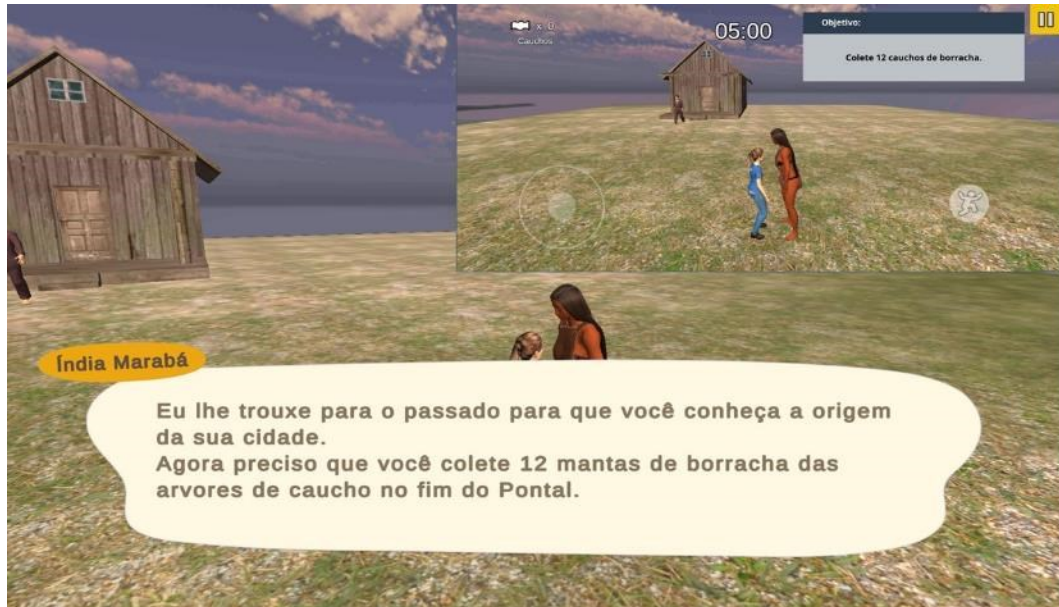 x 0
Cauchos
05:00
Objetivo:
Colete 12 cauchos de borracha.
Índia Marabá
Eu lhe trouxe para o passado para que você conheça a origem
da sua cidade.
Agora preciso que você colete 12 mantas de borracha das
arvores de caucho no fim do Pontal.